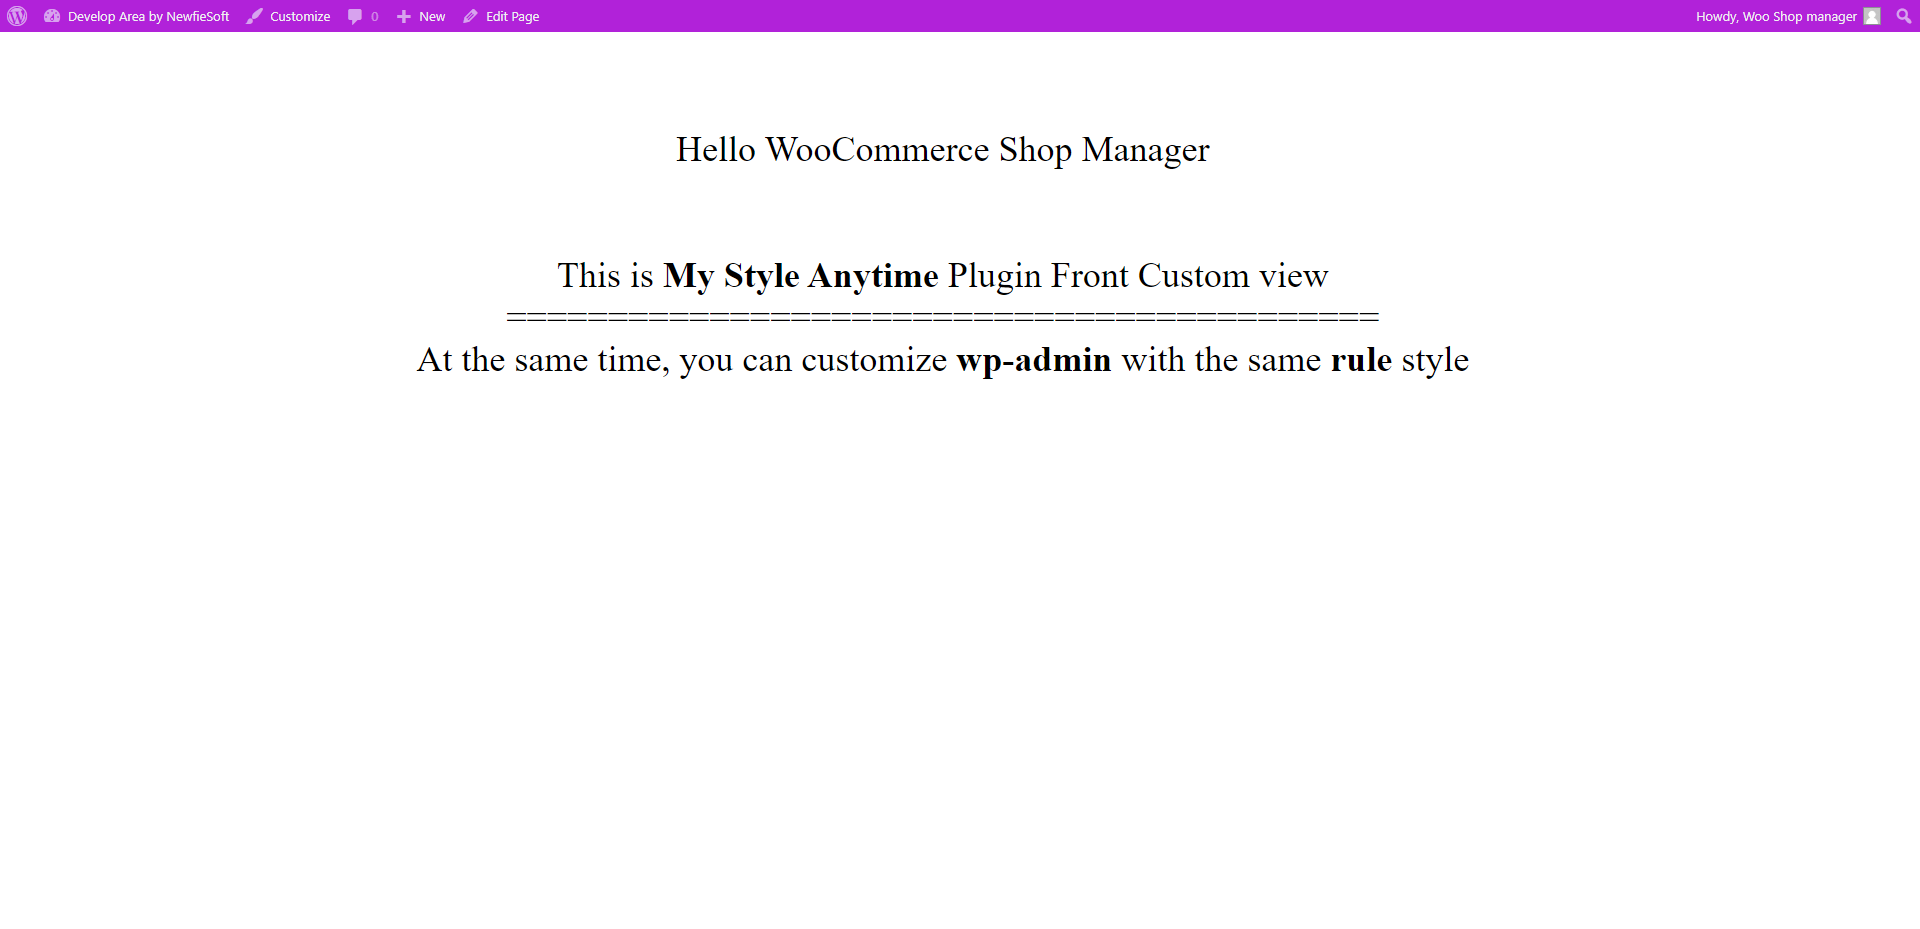 Develop Area by NewfieSoft Customize 0 New Edit Page Howdy, Woo Shop manager
Hello WooCommerce Shop Manager
This is My Style Anytime Plugin Front Custom view
===========================================
At the same time, you can customize wp-admin with the same rule style